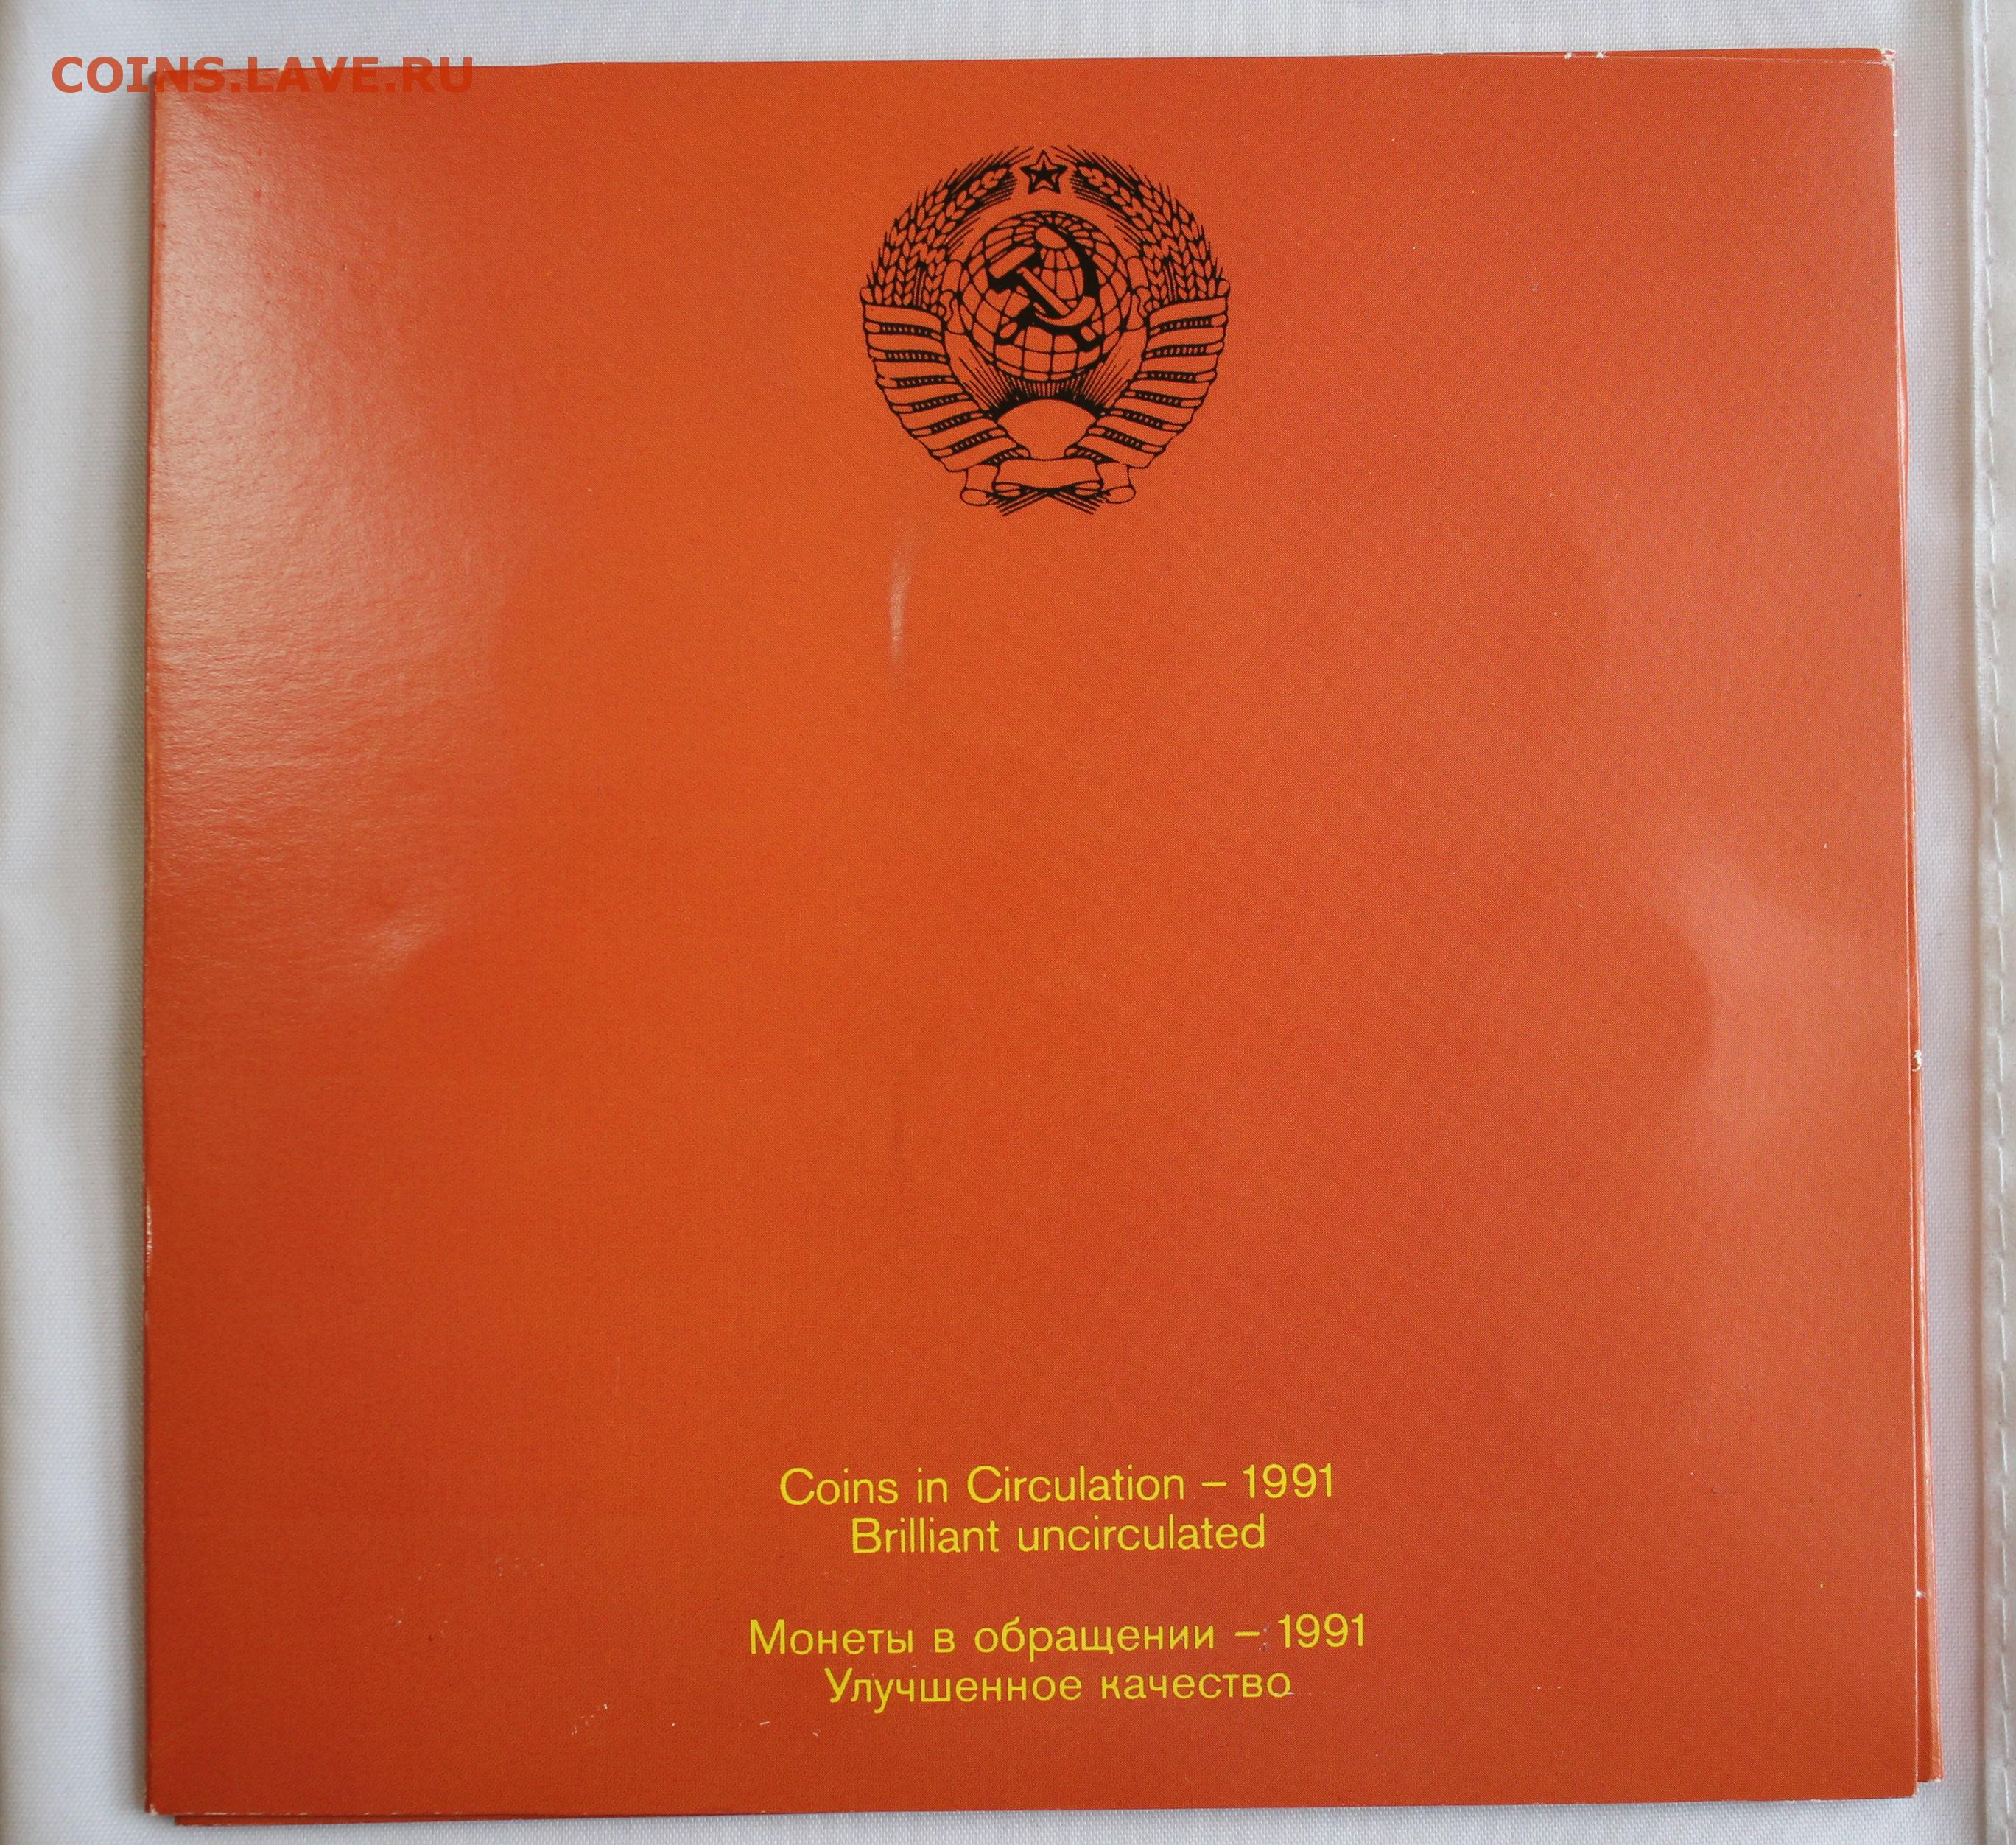 COINS.LAVE.RU
Coins in Circulation – 1991
Brilliant uncirculated
Монеты в обращении – 1991
Улучшенное качество